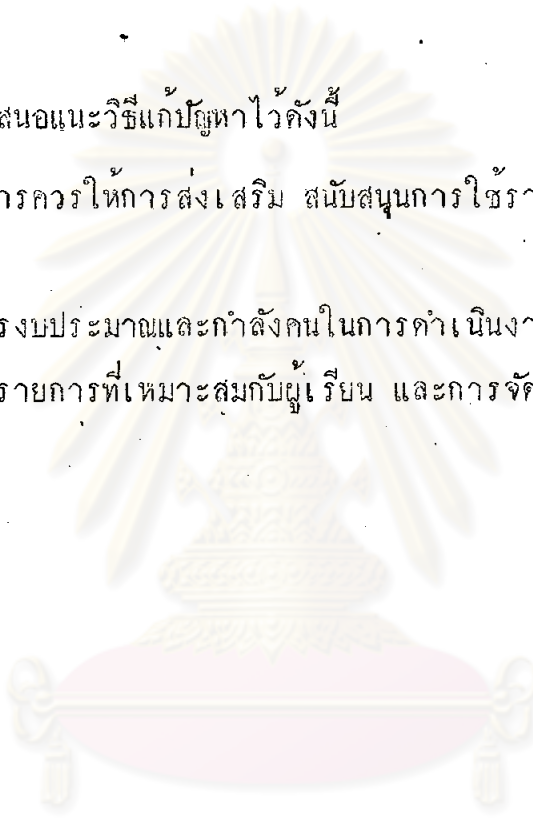 สนอแนะวิธีแก้ปัญหาไว้ดังนี้
ารควรให้การส่งเสริม สนับสนุนการใช้รา
รงบประมาณและกำลังคนในการดำเนินงา
รายการที่เหมาะสมกับผู้เรียน และการจัด